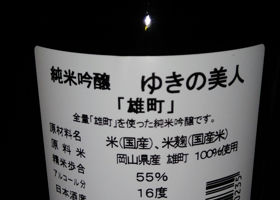 純米吟醸 ゆきの美人
「雄町」
全量「雄町」を使った純米吟醸です。
原材料名 米(国産)、米麹(国産米)
原料米 岡山県産 雄町 100%使用
精米歩合 55%
アルコール分 16度
日本酒度